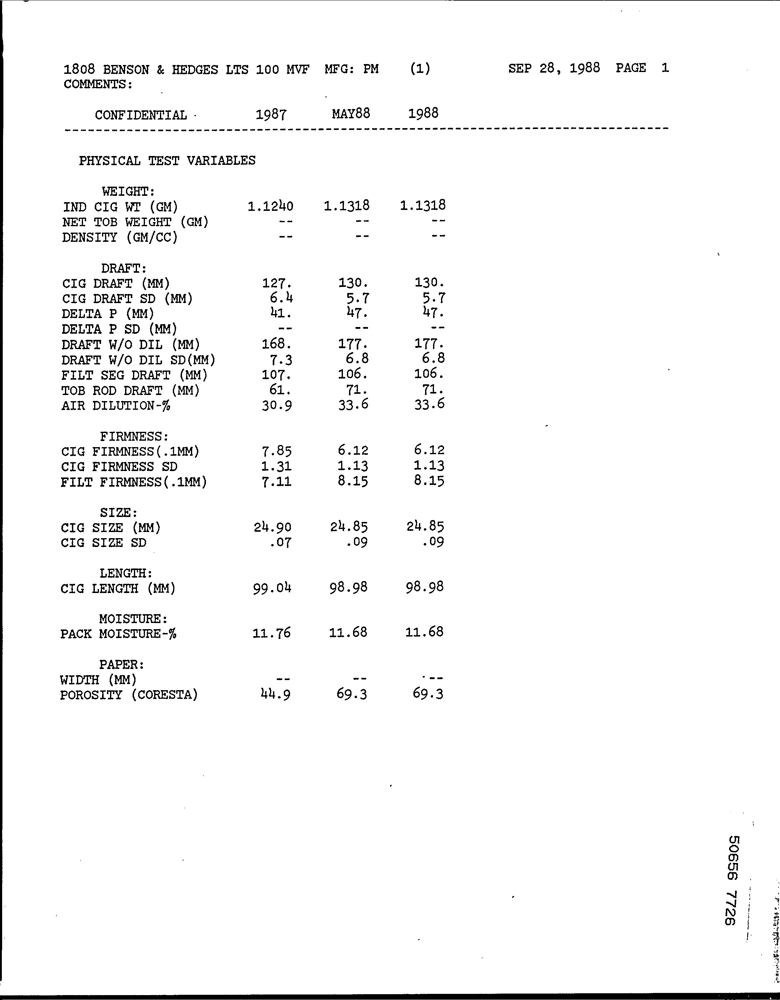 1808 BENSON & HEDGES LTS 100 MVF MFG: PM (1) SEP 28, 1988 PAGE 1
COMMENTS:
CONFIDENTIAL 1987 MAY88 1988
PHYSICAL TEST VARIABLES
WEIGHT:
IND CIG WT (GM) 1.1240 1.1318 1.1318
NET TOB WEIGHT (GM) -- -- --
DENSITY (GM/CC) -- -- --
DRAFT:
CIG DRAFT (MM) 127. 130. 130.
CIG DRAFT SD (MM) 6.4 5.7 5.7
DELTA P (MM) 41. 47. 47.
DELTA P SD (MM) -- -- --
DRAFT W/O DIL (MM) 168. 177. 177.
DRAFT W/O DIL SD(MM) 7.3 6.8 6.8
FILT SEG DRAFT (MM) 107. 106. 106.
TOB ROD DRAFT (MM) 61. 71. 71.
AIR DILUTION-% 30.9 33.6 33.6
FIRMNESS:
CIG FIRMNESS(.1MM) 7.85 6.12 6.12
CIG FIRMNESS SD 1.31 1.13 1.13
FILT FIRMNESS(.1MM) 7.11 8.15 8.15
SIZE:
CIG SIZE (MM) 24.90 24.85 24.85
CIG SIZE SD .07 .09 .09
LENGTH:
CIG LENGTH (MM) 99.04 98.98 98.98
MOISTURE:
PACK MOISTURE-% 11.76 11.68 11.68
PAPER:
WIDTH (MM) -- -- --
POROSITY (CORESTA) 44.9 69.3 69.3
50656 7726